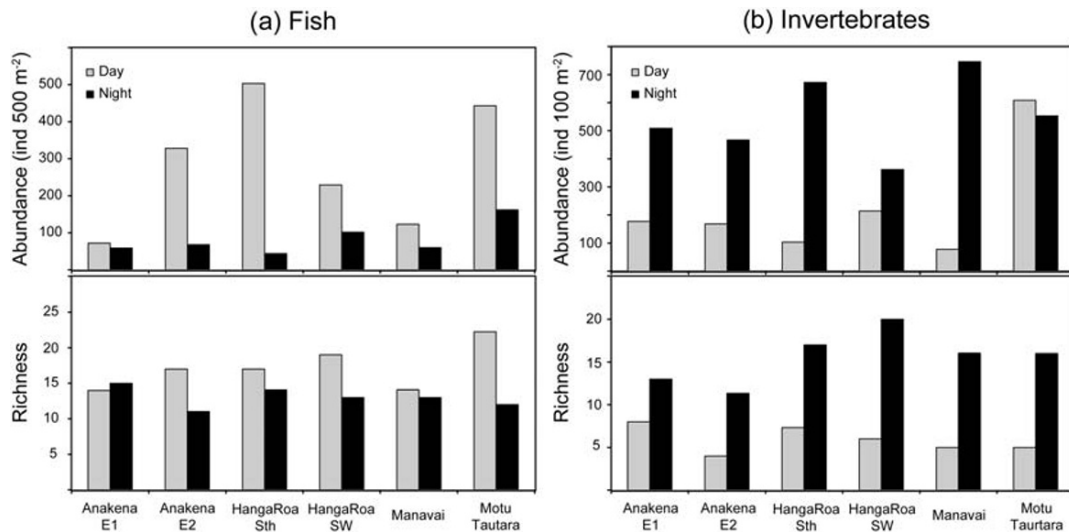 (a) Fish
Abundance (ind 500 m⁻²)
500
400
300
200
100
Day
Night
Richness
25
20
15
10
5
Anakena E1
Anakena E2
HangaRoa Sth
HangaRoa SW
Manavai
Motu Tautara
(b) Invertebrates
Abundance (ind 100 m⁻²)
700
500
300
100
Day
Night
Richness
20
15
10
5
Anakena E1
Anakena E2
HangaRoa Sth
HangaRoa SW
Manavai
Motu Tautara